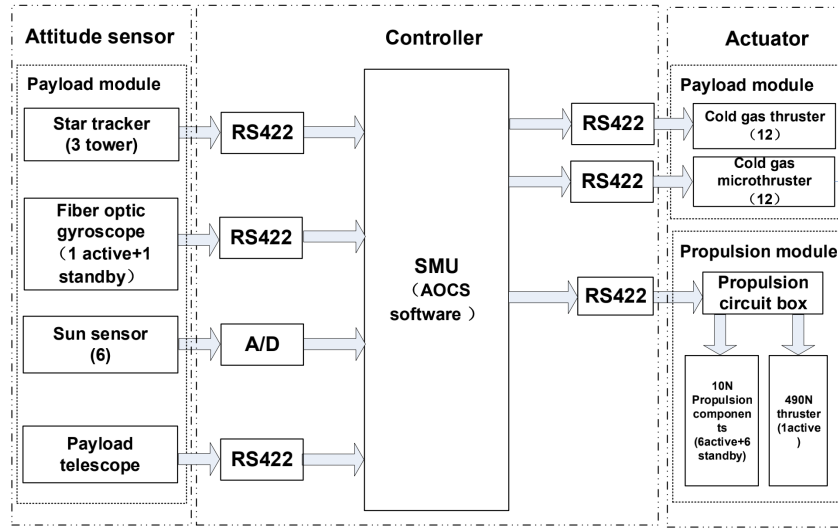 Attitude sensor
Payload module
Star tracker
(3 tower)
Fiber optic
gyroscope
（1 active+1
standby）
Sun sensor
(6)
Payload
telescope
Controller
RS422
RS422
A/D
RS422
SMU
（AOCS
software ）
RS422
RS422
RS422
Actuator
Payload module
Cold gas thruster
（12）
Cold gas
microthruster
（12）
Propulsion module
Propulsion
circuit box
10N
Propulsion
compone
nts
(6active+6
standby)
490N
thruster
(1active
)